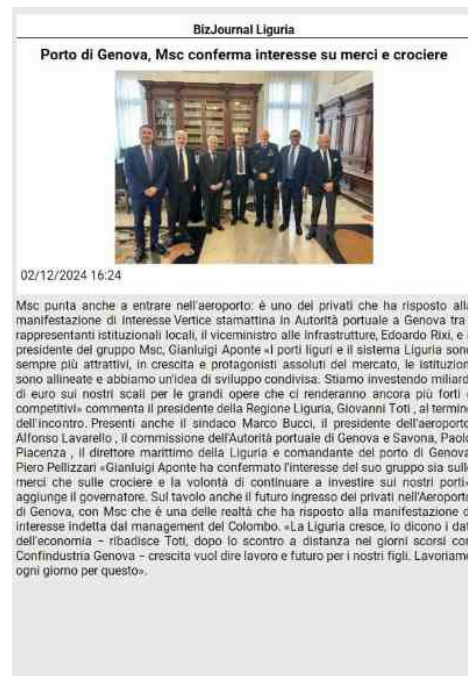 BizJournal Liguria
Porto di Genova, Msc conferma interesse su merci e crociere
02/12/2024 16:24
Msc punta anche a entrare nell'aeroporto: è uno dei privati che ha risposto alla
manifestazione di interesse Vertice stamattina in Autorità portuale a Genova tra
rappresentanti istituzionali locali, il viceministro alle Infrastrutture, Edoardo Rixi, e
presidente del gruppo Msc, Gianluigi Aponte «I porti liguri e il sistema Liguria sono
sempre più attrattivi, in crescita e protagonisti assoluti del mercato, le istituzion
sono allineate e abbiamo un'idea di sviluppo condivisa. Stiamo investendo miliard
di euro sui nostri scali per le grandi opere che ci renderanno ancora più forti
competitivi» commenta il presidente della Regione Liguria, Giovanni Toti , al termine
dell'incontro. Presenti anche il sindaco Marco Bucci, il presidente dell'aeroporto
Alfonso Lavarello , il commissione dell'Autorità portuale di Genova e Savona, Paolo
Piacenza , il direttore marittimo della Liguria e comandante del porto di Genova
Piero Pellizzari «Gianluigi Aponte ha confermato l'interesse del suo gruppo sia sulle
merci che sulle crociere e la volontà di continuare a investire sui nostri porti»
aggiunge il governatore. Sul tavolo anche il futuro ingresso dei privati nell'Aeroporto
di Genova, con Msc che è una delle realtà che ha risposto alla manifestazione d
interesse indetta dal management del Colombo. «La Liguria cresce, lo dicono i dat
dell'economia – ribadisce Toti, dopo lo scontro a distanza nei giorni scorsi con
Confindustria Genova – crescita vuol dire lavoro e futuro per i nostri figli. Lavoriamo
ogni giorno per questo».